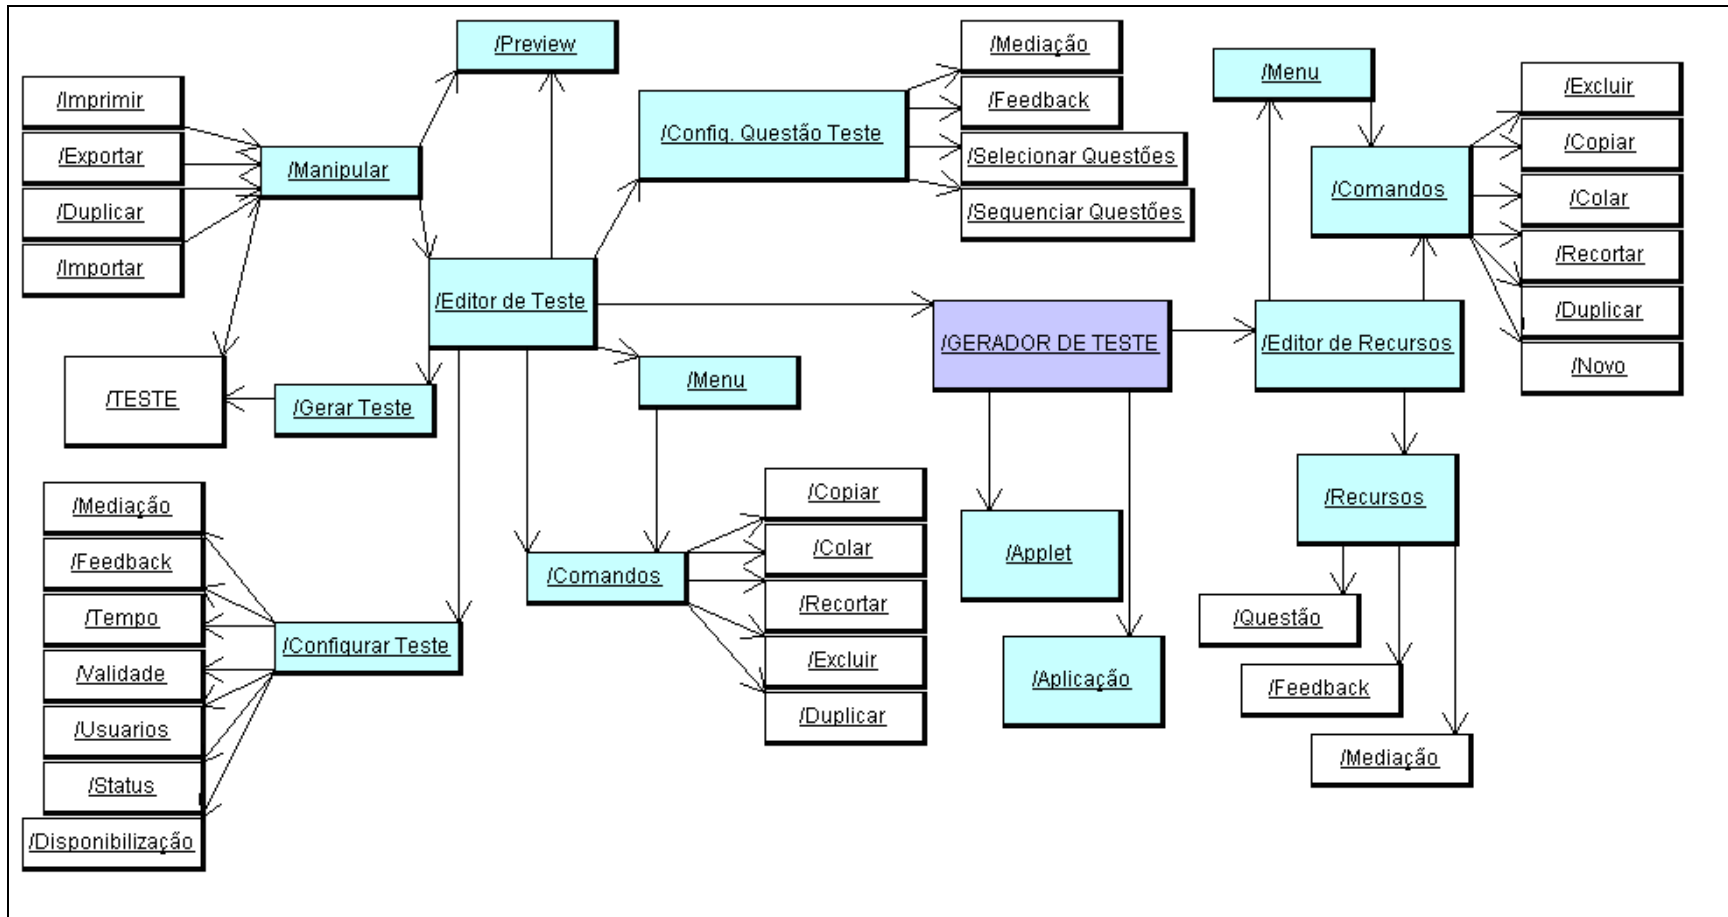 /Preview
/Mediação
/Menu
/Imprimir
/Feedback
/Excluir
/Exportar
/Manipular
/Config. Questão Teste
/Selecionar Questões
/Copiar
/Duplicar
/Sequenciar Questões
/Comandos
/Colar
/Importar
/Recortar
/Editor de Teste
/Duplicar
/GERADOR DE TESTE
/Editor de Recursos
/Novo
/TESTE
/Gerar Teste
/Menu
/Mediação
/Copiar
/Recursos
/Feedback
/Colar
/Applet
/Comandos
/Tempo
/Recortar
/Questão
/Configurar Teste
/Validade
/Excluir
/Aplicação
/Feedback
/Usuarios
/Duplicar
/Mediação
/Status
/Disponibilização